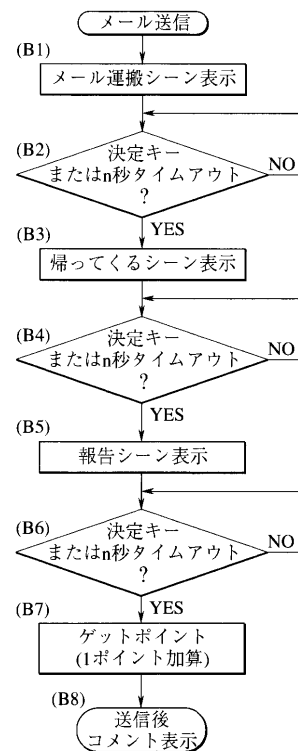 メール送信
(B1)
メール運搬シーン表示
(B2)
決定キー
またはn秒タイムアウト
?
NO
YES
(B3)
帰ってくるシーン表示
(B4)
決定キー
またはn秒タイムアウト
?
NO
YES
(B5)
報告シーン表示
(B6)
決定キー
またはn秒タイムアウト
?
NO
YES
(B7)
ゲットポイント
(1ポイント加算)
(B8)
送信後
コメント表示